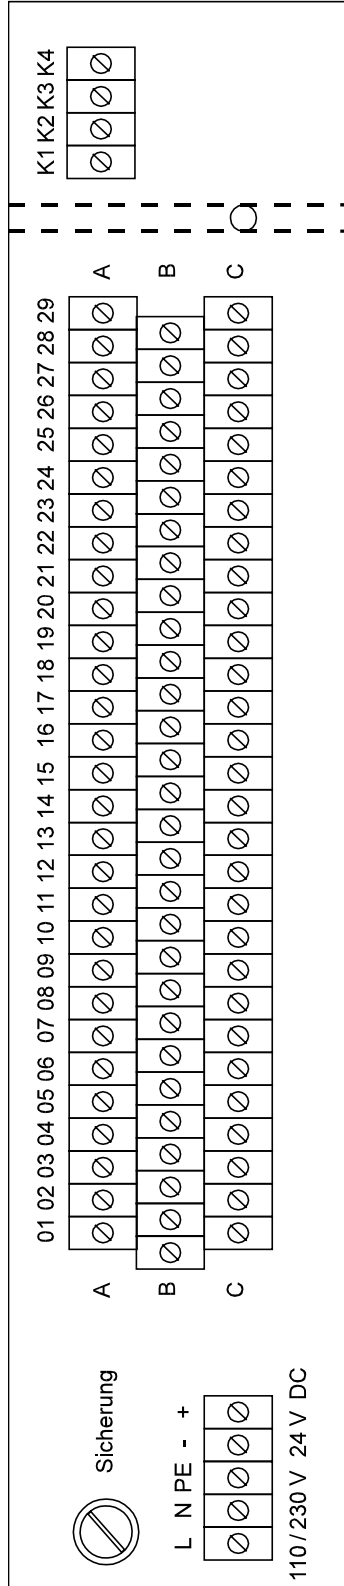 K1 K2 K3 K4
A B C
01 02 03 04 05 06 07 08 09 10 11 12 13 14 15 16 17 18 19 20 21 22 23 24 25 26 27 28 29
A B C
Sicherung
L N PE - +
110 / 230 V 24 V DC